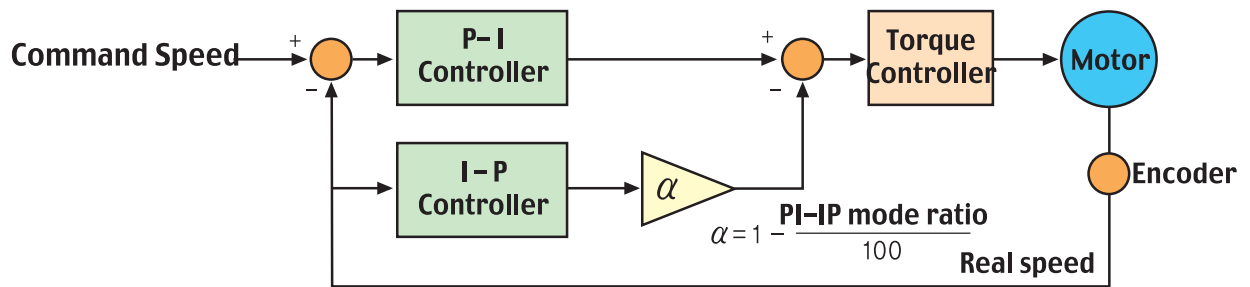 Command Speed
+
−
P-I
Controller
+
−
Torque
Controller
Motor
I-P
Controller
α
Encoder
α = 1 − PI-IP mode ratio
100
Real speed